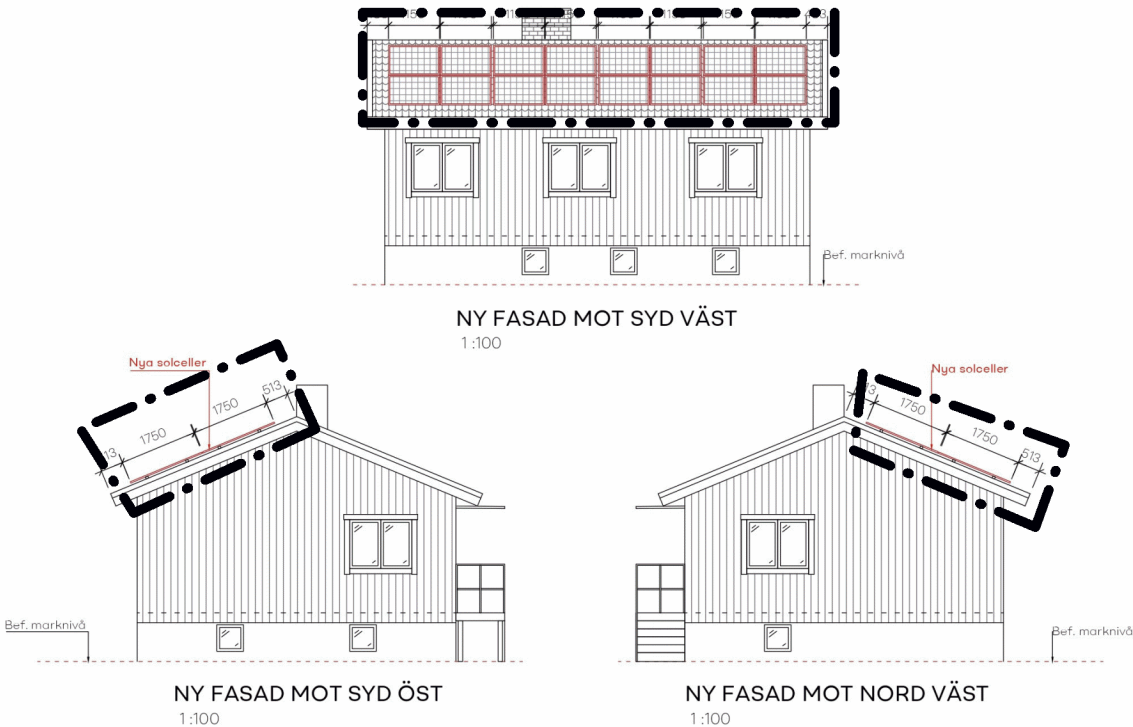 Bef. marknivå
NY FASAD MOT SYD VÄST
1:100
Nya solceller
513
1750
1750
13
Bef. marknivå
NY FASAD MOT SYD ÖST
1:100
Nya solceller
13
1750
1750
513
Bef. marknivå
NY FASAD MOT NORD VÄST
1:100